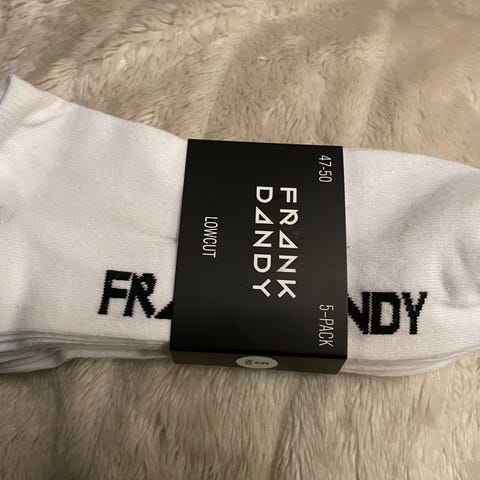 47-50
5-PACK
FRANK
DANDY
LOWCUT
FRA
NDY